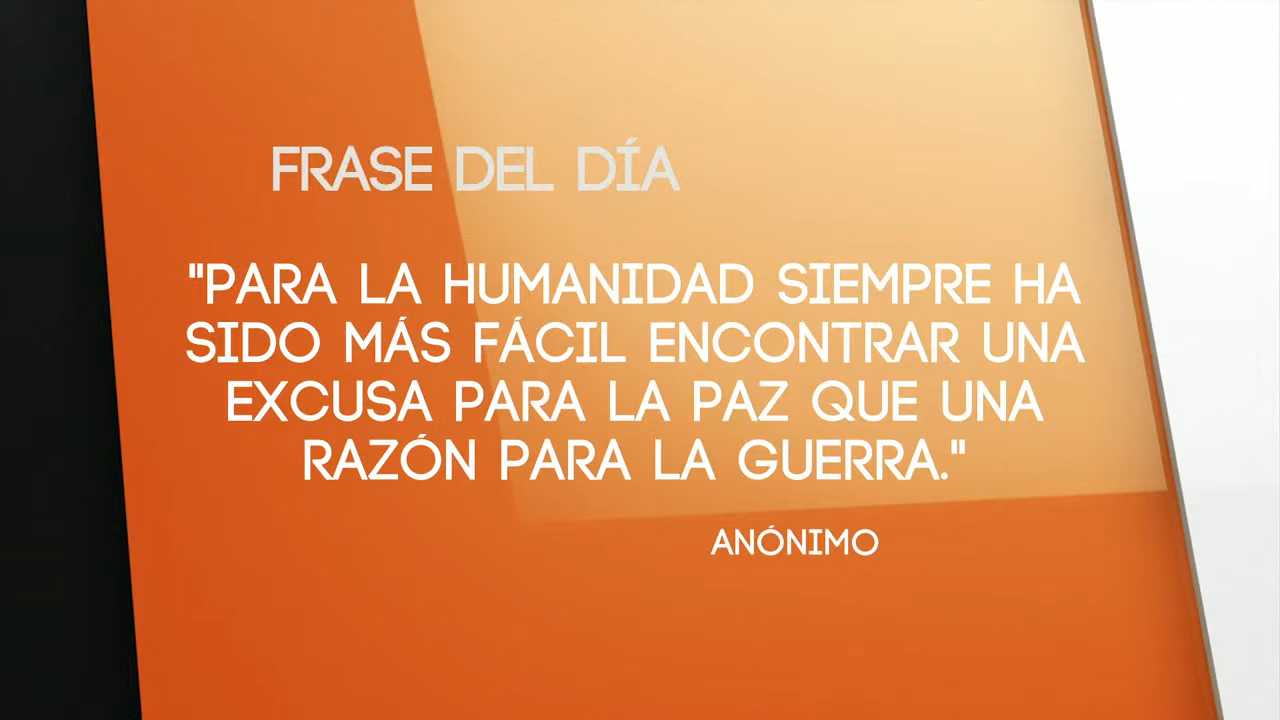 FRASE DEL DÍA
"PARA LA HUMANIDAD SIEMPRE HA
SIDO MÁS FÁCIL ENCONTRAR UNA
EXCUSA PARA LA PAZ QUE UNA
RAZÓN PARA LA GUERRA."
ANÓNIMO